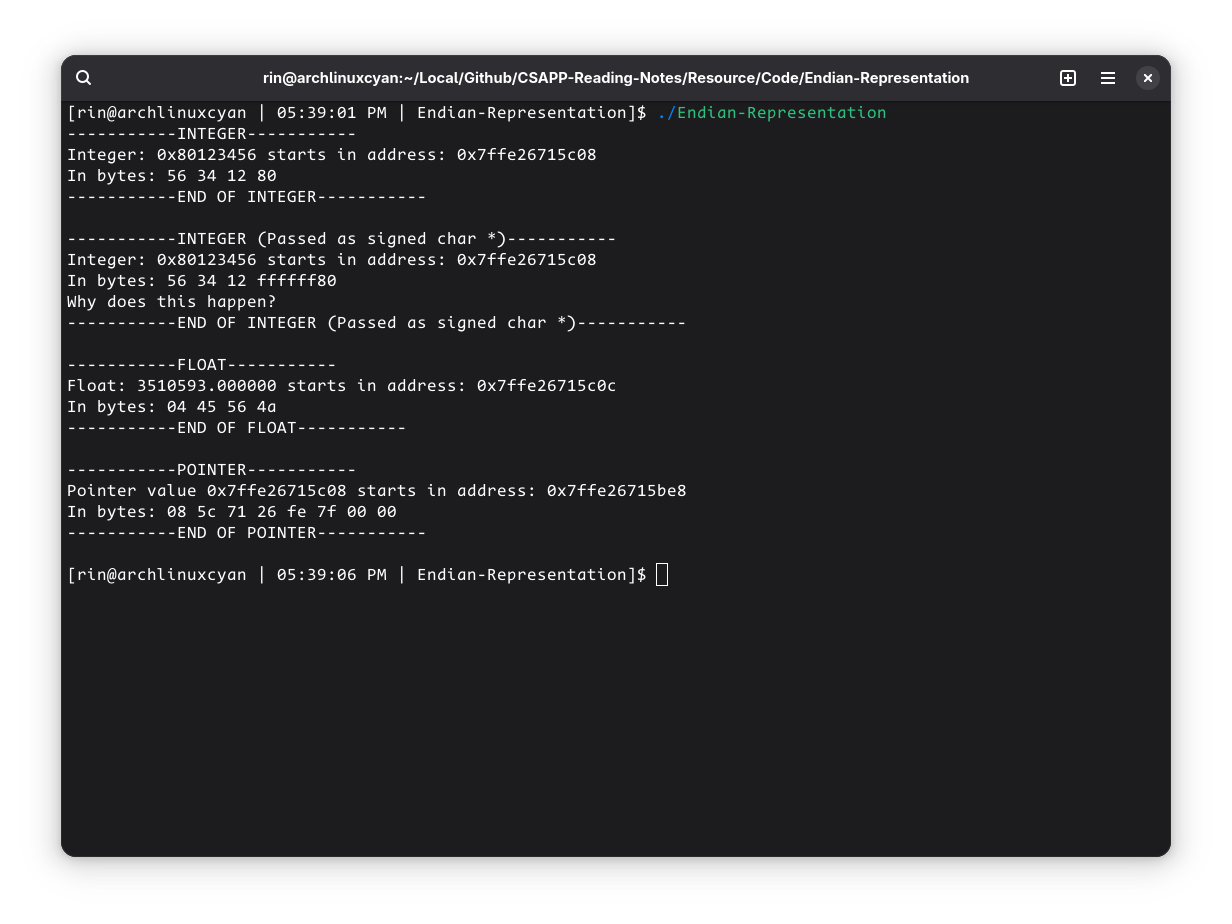 rin@archlinuxcyan:~/Local/Github/CSAPP-Reading-Notes/Resource/Code/Endian-Representation
[rin@archlinuxcyan | 05:39:01 PM | Endian-Representation]$ ./Endian-Representation
-----------INTEGER-----------
Integer: 0x80123456 starts in address: 0x7ffe26715c08
In bytes: 56 34 12 80
-----------END OF INTEGER-----------
-----------INTEGER (Passed as signed char *)-----------
Integer: 0x80123456 starts in address: 0x7ffe26715c08
In bytes: 56 34 12 ffffff80
Why does this happen?
-----------END OF INTEGER (Passed as signed char *)-----------
-----------FLOAT-----------
Float: 3510593.000000 starts in address: 0x7ffe26715c0c
In bytes: 04 45 56 4a
-----------END OF FLOAT-----------
-----------POINTER-----------
Pointer value 0x7ffe26715c08 starts in address: 0x7ffe26715be8
In bytes: 08 5c 71 26 fe 7f 00 00
-----------END OF POINTER-----------
[rin@archlinuxcyan | 05:39:06 PM | Endian-Representation]$